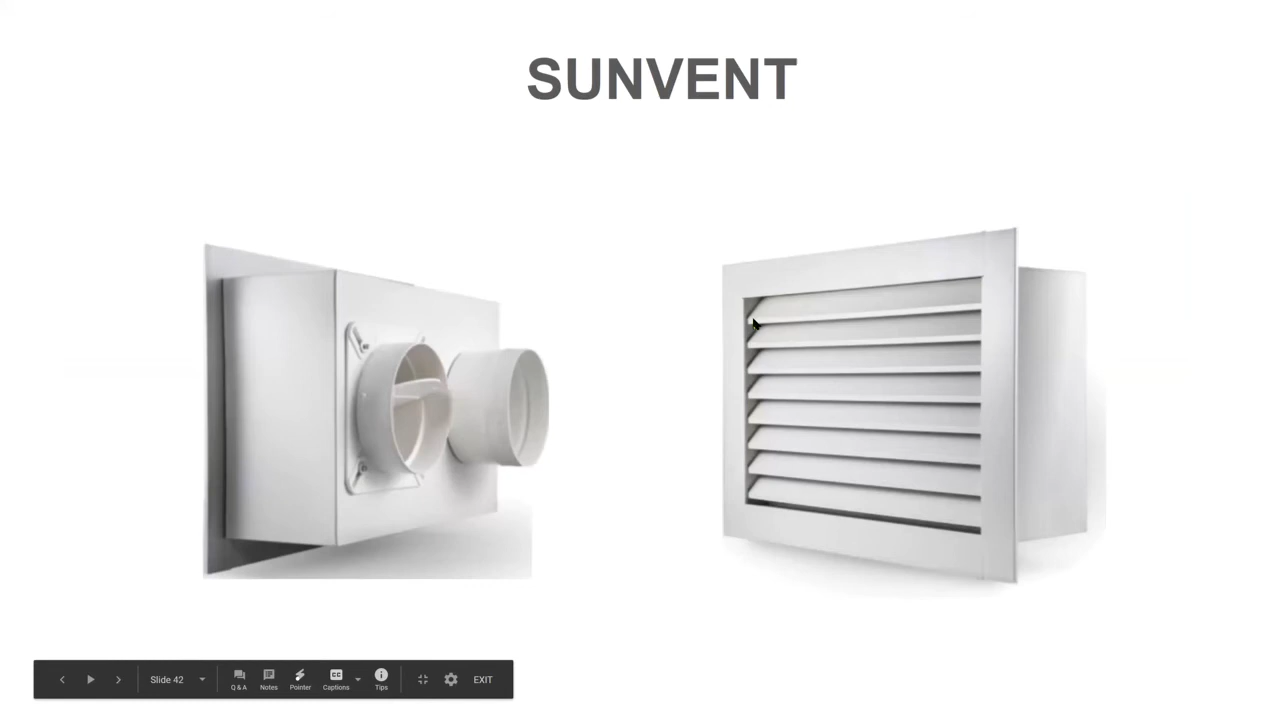 SUNVENT
Slide 42
Q & A
Notes
Pointer
CC
Captions
Tips
EXIT